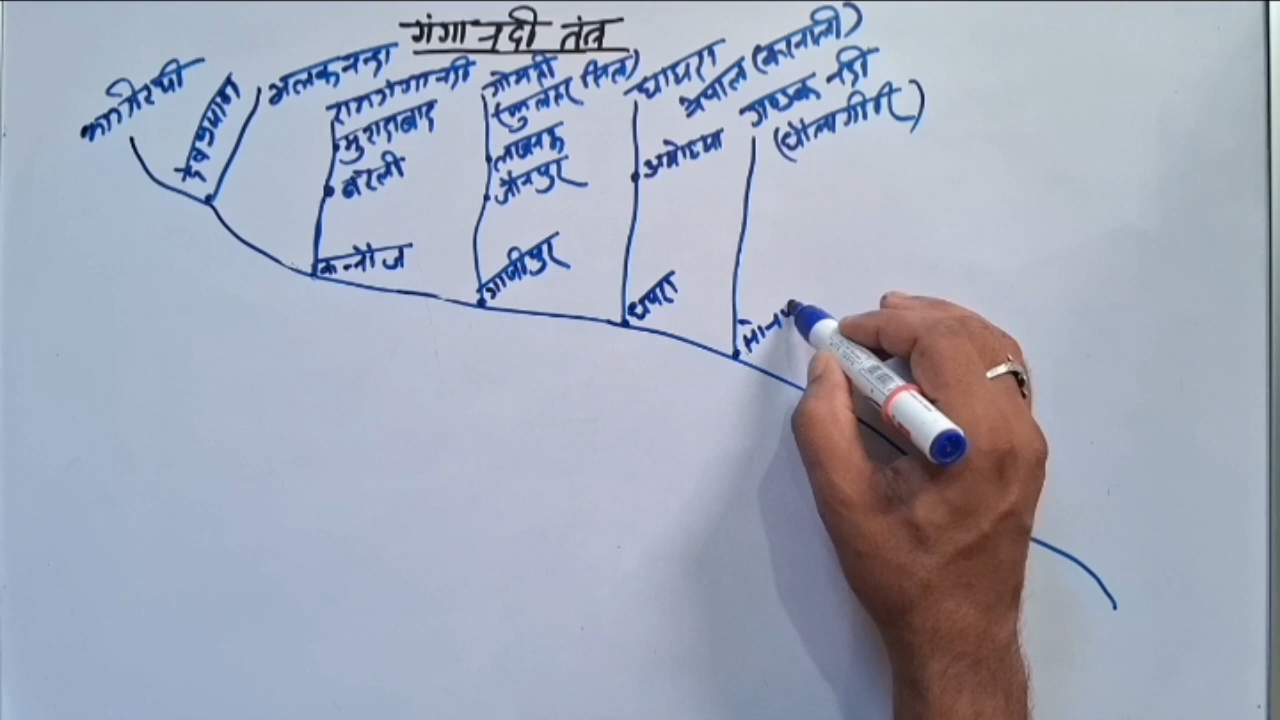 गंगा नदी तंत्र
भागीरथी
देवप्रयाग
अलकनन्दा
रामगंगा नदी
मुरादाबाद
बरेली
कन्नौज
गोमती
(फुलहर झिल)
लखनऊ
जौनपुर
गाजीपुर
घाघरा
नेपाल (करनाली)
अयोध्या
छपरा
गण्डक नदी
(धौलागीरी)
सोनप